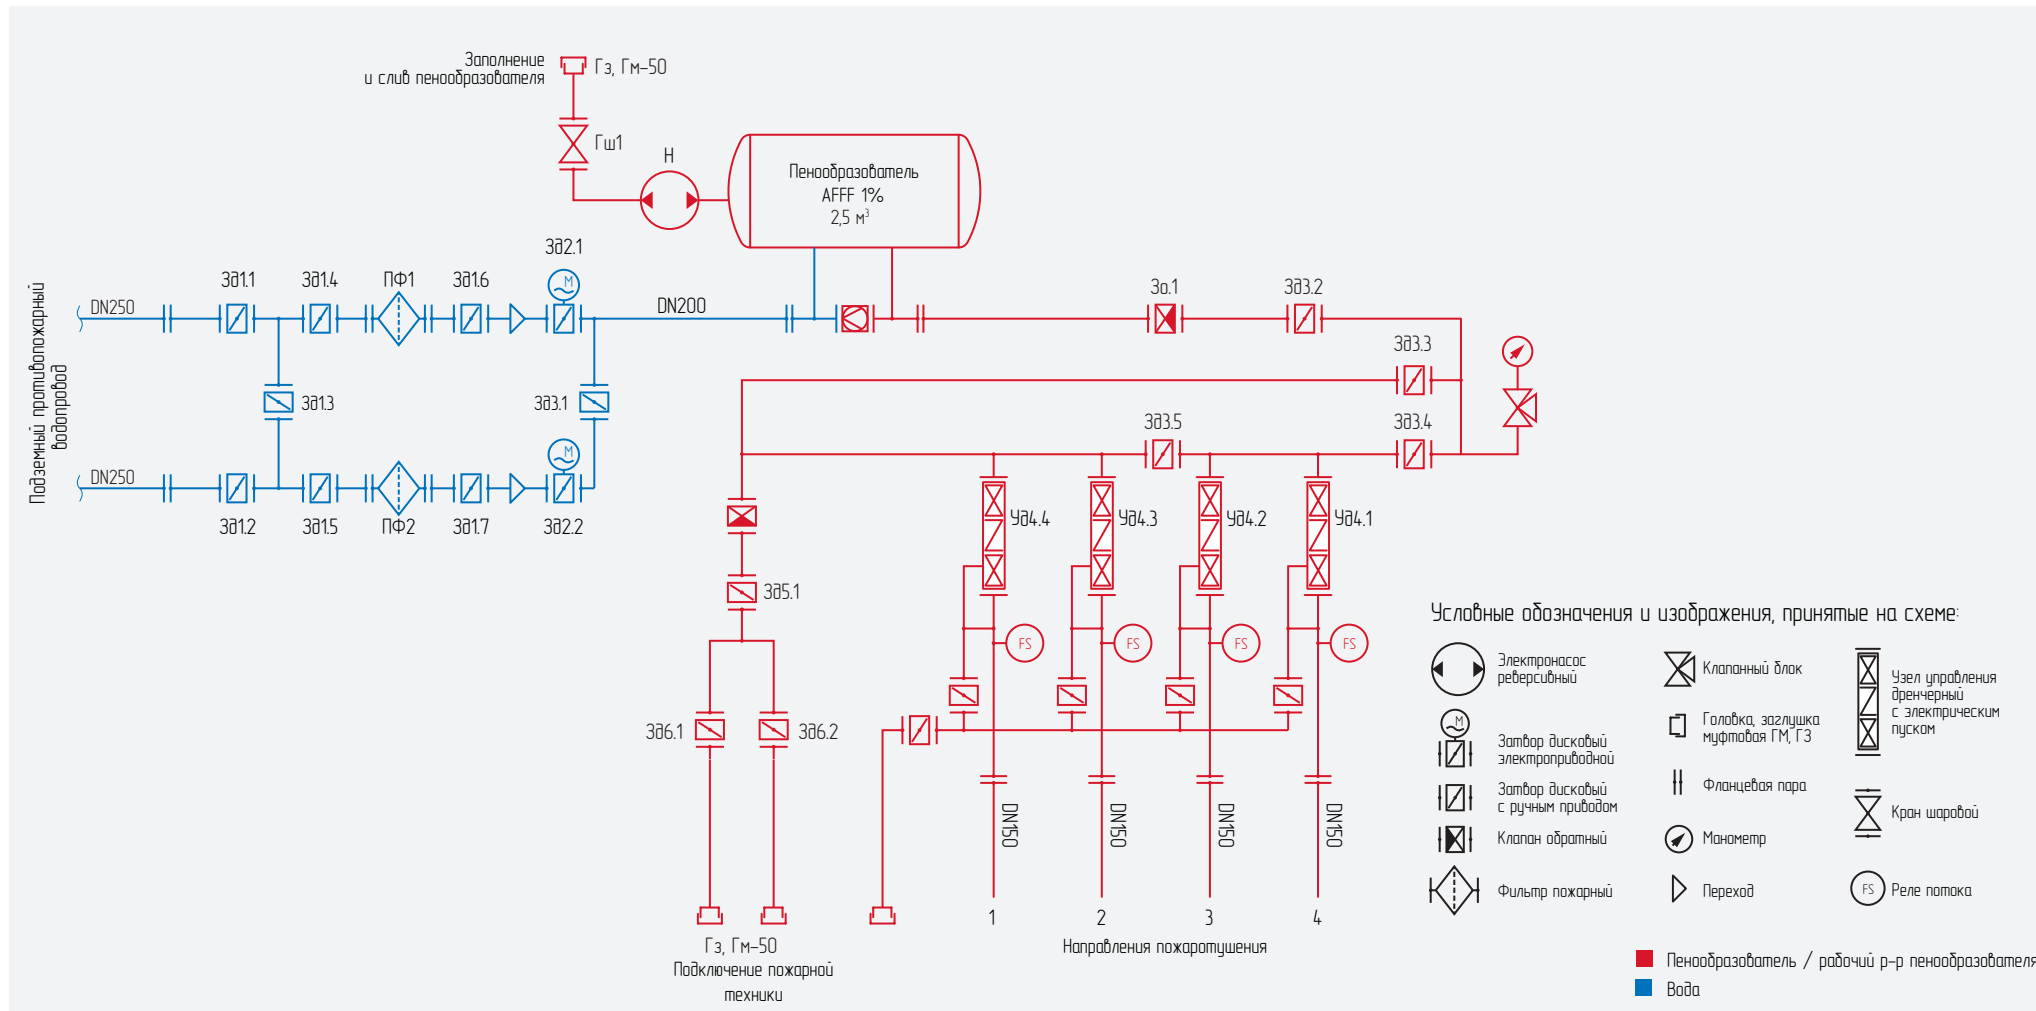 Заполнение
и слив пенообразователя
Гз, Гм-50
Гш1
Н
Пенообразователь
AFFF 1%
2,5 м³
Подземный противопожарный
водопровод
DN250
Зд1.1
Зд1.4
ПФ1
Зд1.6
Зд2.1
M
DN200
Зо.1
Зд3.2
Зд1.3
Зд3.1
Зд3.3
DN250
Зд1.2
Зд1.5
ПФ2
Зд1.7
M
Зд2.2
Зд3.5
Зд3.4
Уд4.4
Уд4.3
Уд4.2
Уд4.1
Зд5.1
FS
FS
FS
FS
Зд6.1
Зд6.2
DN150
DN150
DN150
DN150
1
2
3
4
Направления пожаротушения
Гз, Гм-50
Подключение пожарной
техники
Условные обозначения и изображения, принятые на схеме:
Электронасос
реверсивный
M
Затвор дисковый
электроприводной
Затвор дисковый
с ручным приводом
Клапан обратный
Фильтр пожарный
Клапанный блок
Головка, заглушка
муфтовая ГМ, ГЗ
Фланцевая пара
Манометр
Переход
Узел управления
дренчерный
с электрическим
пуском
Кран шаровой
FS
Реле потока
Пенообразователь / рабочий р-р пенообразователя
Вода